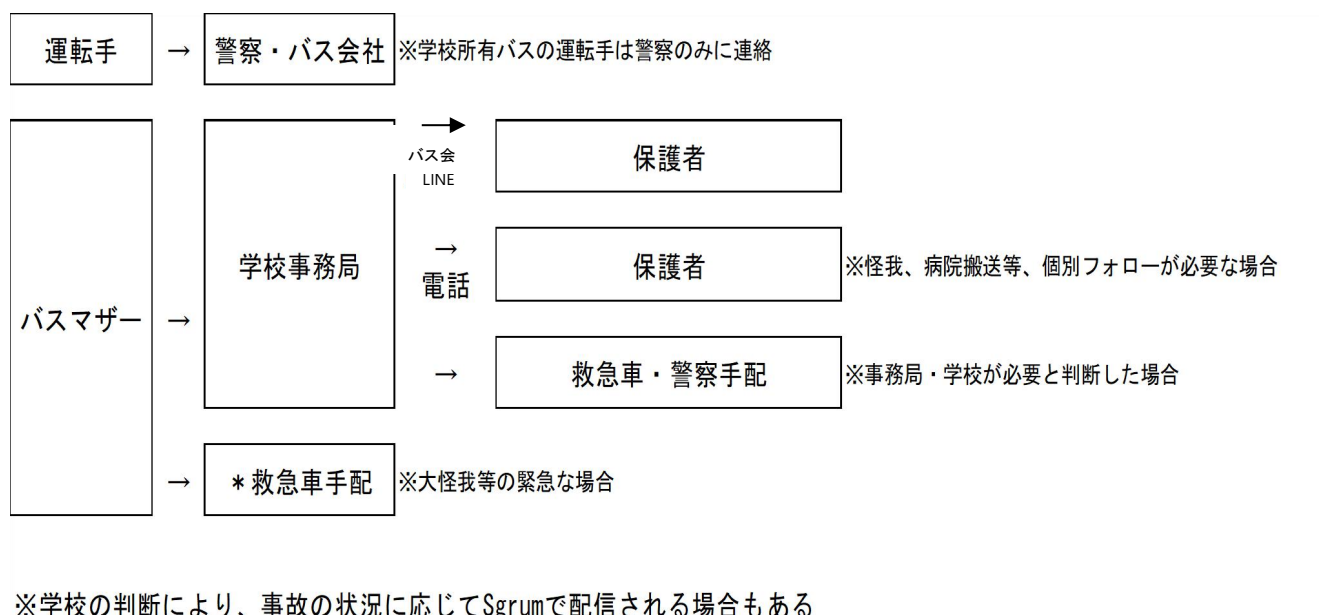 運転手 → 警察・バス会社 ※学校所有バスの運転手は警察のみに連絡
→
バス会
LINE
保護者
学校事務局
→
電話
保護者 ※怪我、病院搬送等、個別フォローが必要な場合
バスマザー →
→ 救急車・警察手配 ※事務局・学校が必要と判断した場合
→ *救急車手配 ※大怪我等の緊急な場合
※学校の判断により、事故の状況に応じてSgrumで配信される場合もある